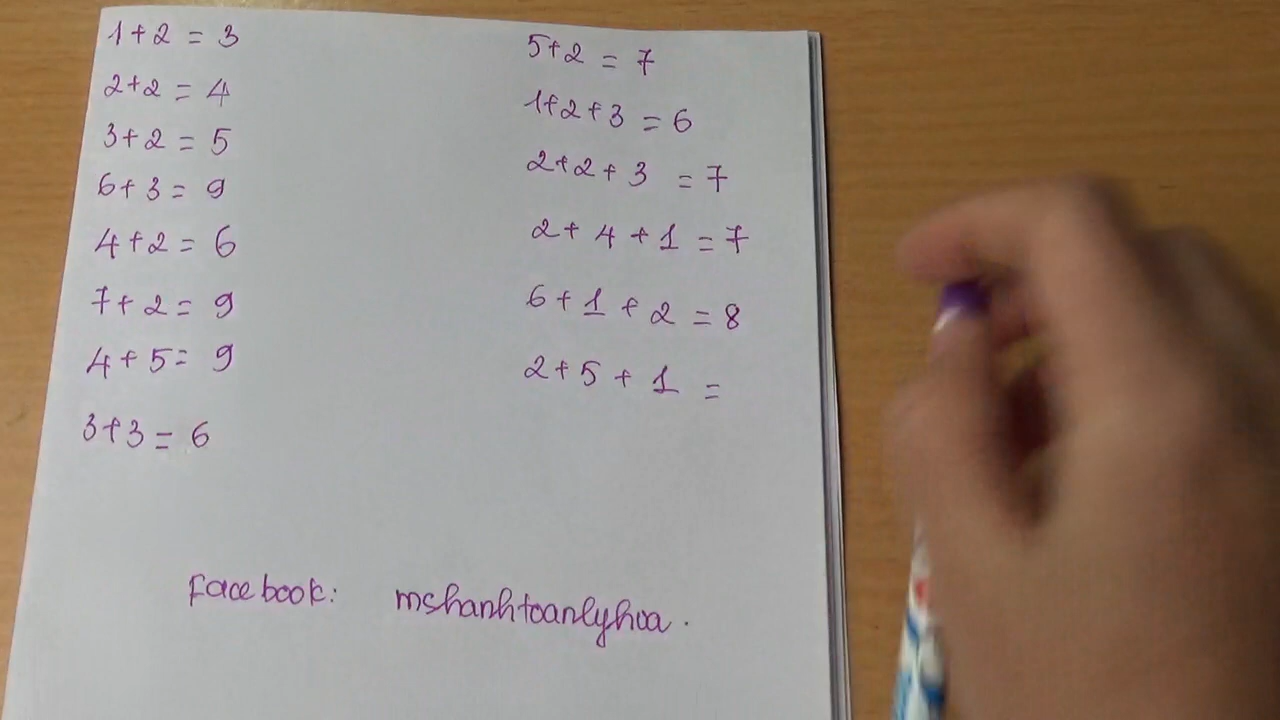 1+2 = 3
2+2 = 4
3+2 = 5
6+3 = 9
4+2 = 6
7+2 = 9
4+5= 9
3+3 = 6
5+2 = 7
1+2+3 = 6
2+2+3 = 7
2+4+1 = 7
6+1+2 = 8
2+5+1 =
Facebook: mshanhtoanlyhoa.